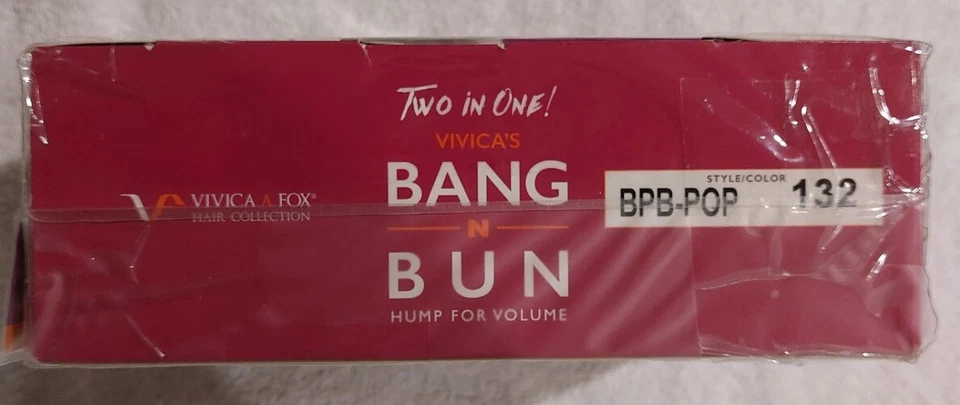 TWO IN ONE!
VIVICA'S
BANG
N
BUN
HUMP FOR VOLUME
VIVICA A FOX®
HAIR COLLECTION
STYLE/COLOR
BPB-POP 132